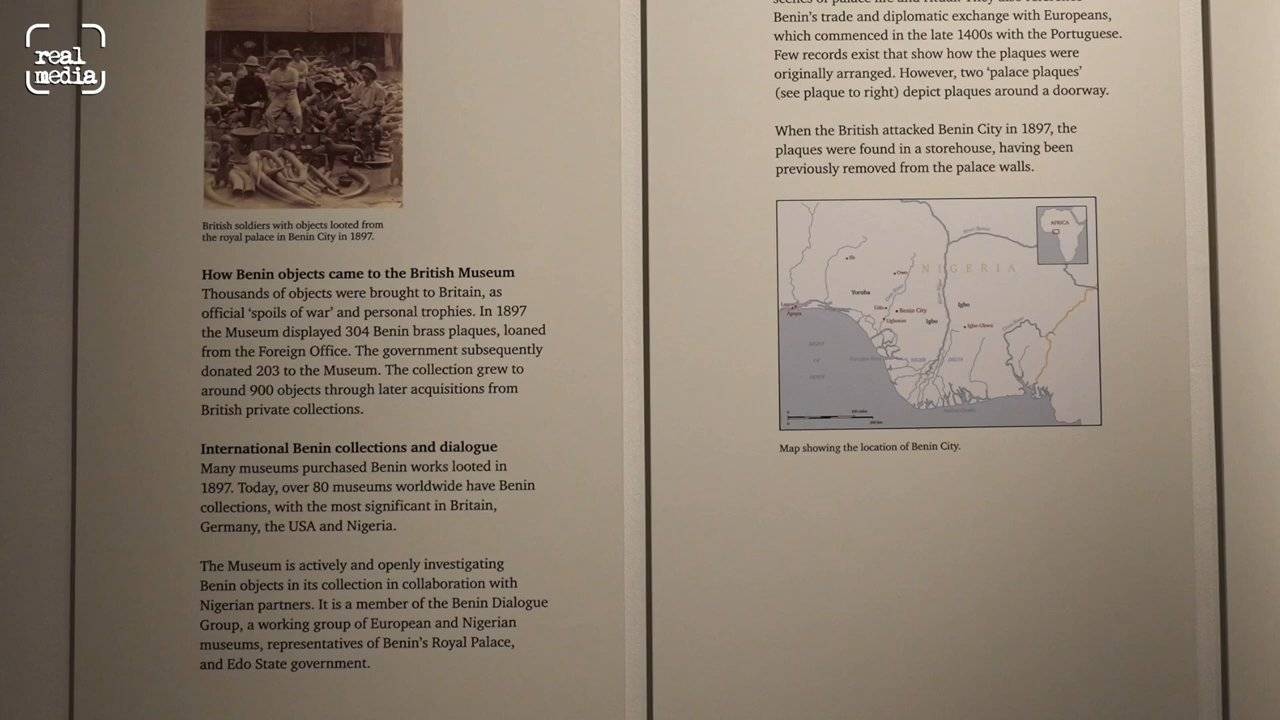 real
media
British soldiers with objects looted from
the royal palace in Benin City in 1897.
How Benin objects came to the British Museum
Thousands of objects were brought to Britain, as
official ‘spoils of war’ and personal trophies. In 1897
the Museum displayed 304 Benin brass plaques, loaned
from the Foreign Office. The government subsequently
donated 203 to the Museum. The collection grew to
around 900 objects through later acquisitions from
British private collections.
International Benin collections and dialogue
Many museums purchased Benin works looted in
1897. Today, over 80 museums worldwide have Benin
collections, with the most significant in Britain,
Germany, the USA and Nigeria.
The Museum is actively and openly investigating
Benin objects in its collection in collaboration with
Nigerian partners. It is a member of the Benin Dialogue
Group, a working group of European and Nigerian
museums, representatives of Benin’s Royal Palace,
and Edo State government.
Benin’s trade and diplomatic exchange with Europeans,
which commenced in the late 1400s with the Portuguese.
Few records exist that show how the plaques were
originally arranged. However, two ‘palace plaques’
(see plaque to right) depict plaques around a doorway.
When the British attacked Benin City in 1897, the
plaques were found in a storehouse, having been
previously removed from the palace walls.
AFRICA
NIGERIA
Ife
Owo
Yoruba
Igbo
Udo
Benin City
Ughoton
Igbo
Igbo-Ukwu
Lagos
NIGER
DELTA
Map showing the location of Benin City.